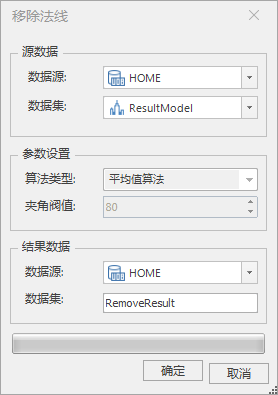 移除法线
源数据
数据源: HOME
数据集: ResultModel
参数设置
算法类型: 平均值算法
夹角阀值: 80
结果数据
数据源: HOME
数据集: RemoveResult
确定 取消